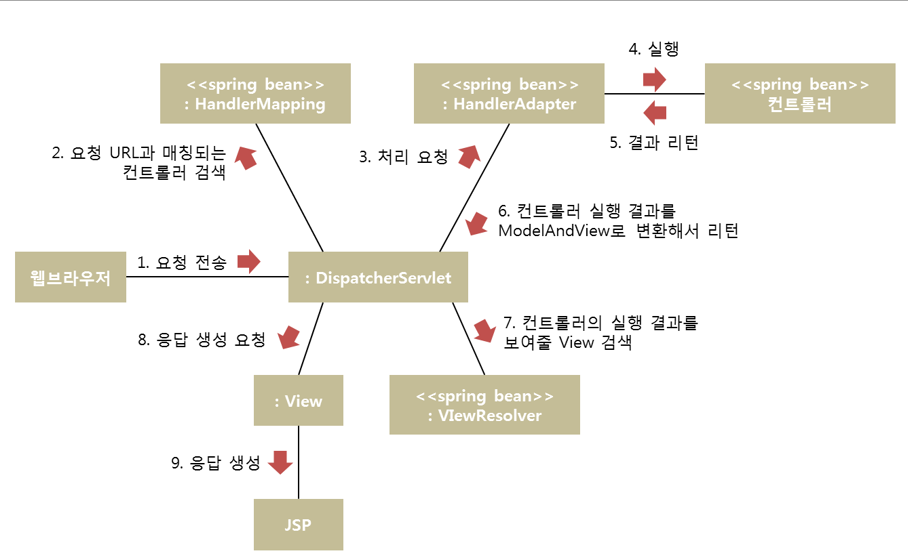 4. 실행
<<spring bean>>
: HandlerMapping
<<spring bean>>
: HandlerAdapter
<<spring bean>>
컨트롤러
5. 결과 리턴
2. 요청 URL과 매칭되는
컨트롤러 검색
3. 처리 요청
6. 컨트롤러 실행 결과를
ModelAndView로 변환해서 리턴
웹브라우저
1. 요청 전송
: DispatcherServlet
8. 응답 생성 요청
7. 컨트롤러의 실행 결과를
보여줄 View 검색
: View
<<spring bean>>
: VIewResolver
9. 응답 생성
JSP